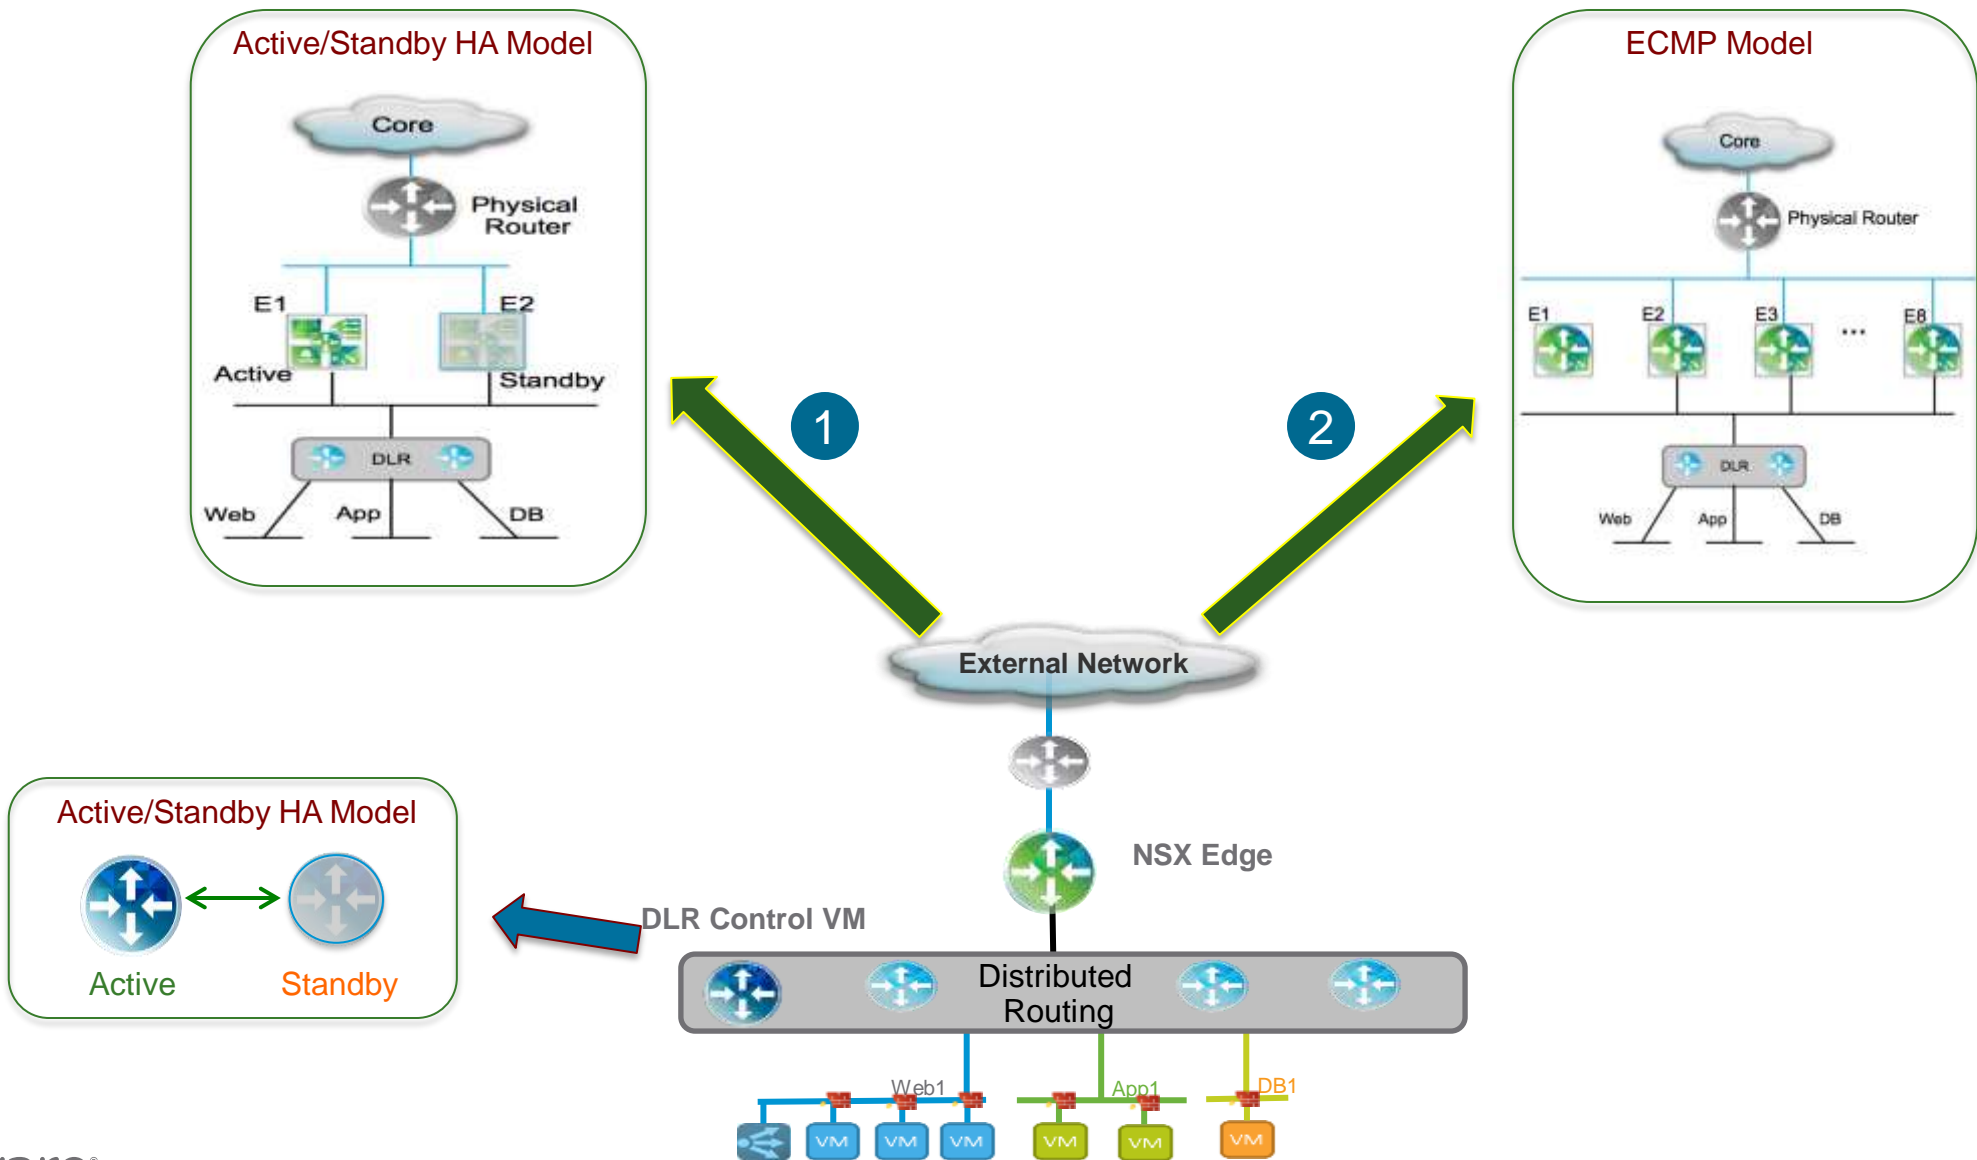 Active/Standby HA Model
Core
Physical
Router
E1
E2
Active
Standby
DLR
Web
App
DB
1
2
ECMP Model
Core
Physical Router
E1
E2
E3
...
E8
DLR
Web
App
DB
External Network
NSX Edge
DLR Control VM
Distributed
Routing
Active/Standby HA Model
Active
Standby
Web1
App1
DB1
VM
VM
VM
VM
VM
VM